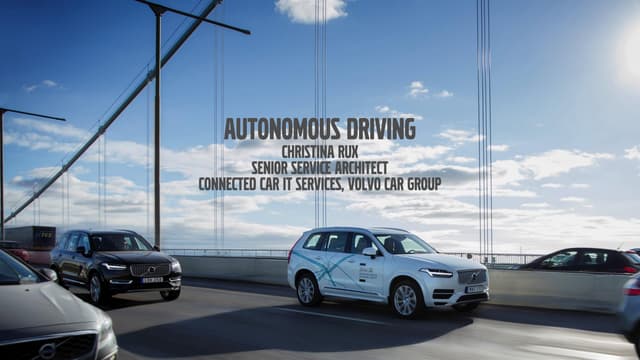 AUTONOMOUS DRIVING
CHRISTINA RUX
SENIOR SERVICE ARCHITECT
CONNECTED CAR IT SERVICES, VOLVO CAR GROUP